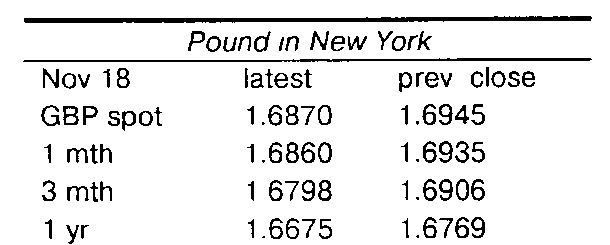 Pound in New York
Nov 18 latest prev close
GBP spot 1.6870 1.6945
1 mth 1.6860 1.6935
3 mth 1 6798 1.6906
1 yr 1.6675 1.6769